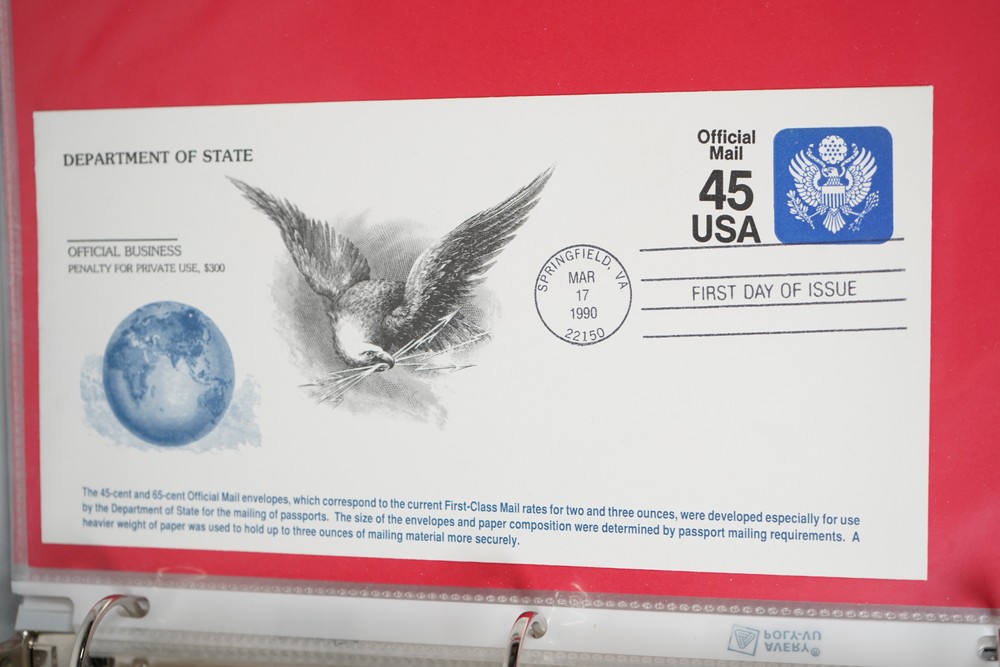 DEPARTMENT OF STATE
OFFICIAL BUSINESS
PENALTY FOR PRIVATE USE, $300
Official
Mail
45
USA
SPRINGFIELD, VA
MAR
17
1990
22150
FIRST DAY OF ISSUE
The 45-cent and 65-cent Official Mail envelopes, which correspond to the current First-Class Mail rates for two and three ounces, were developed especially for use
by the Department of State for the mailing of passports. The size of the envelopes and paper composition were determined by passport mailing requirements. A
heavier weight of paper was used to hold up to three ounces of mailing material more securely.
AVERY®
POLY-VU